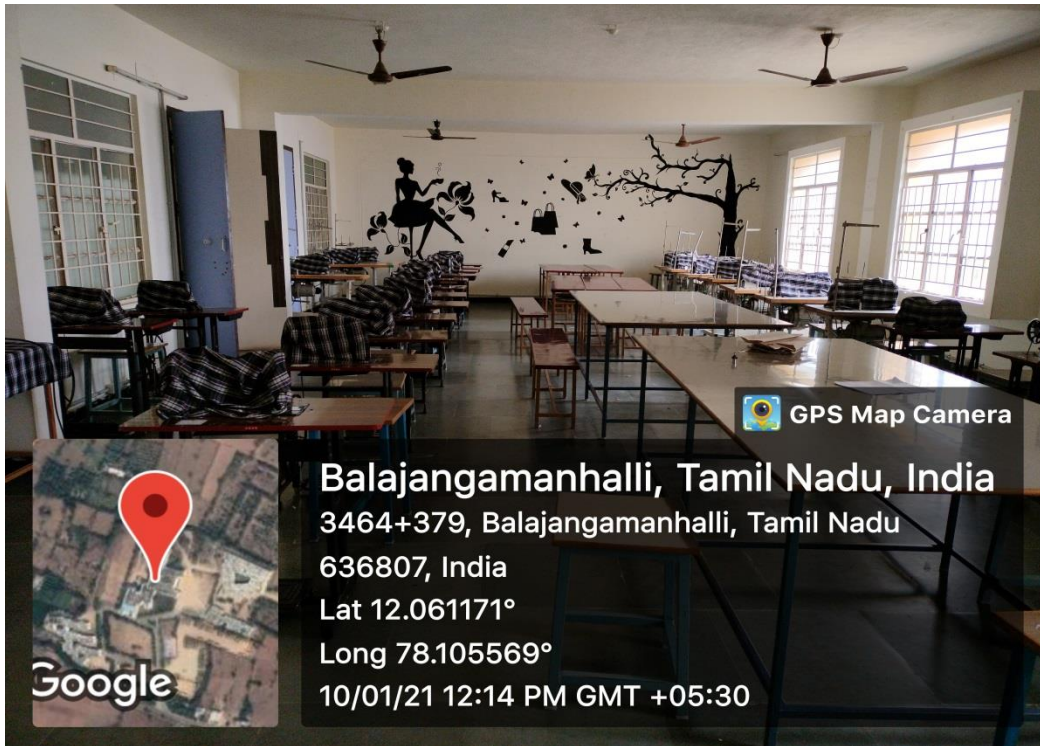 GPS Map Camera
Balajangamanhalli, Tamil Nadu, India
3464+379, Balajangamanhalli, Tamil Nadu
636807, India
Lat 12.061171°
Long 78.105569°
10/01/21 12:14 PM GMT +05:30
Google